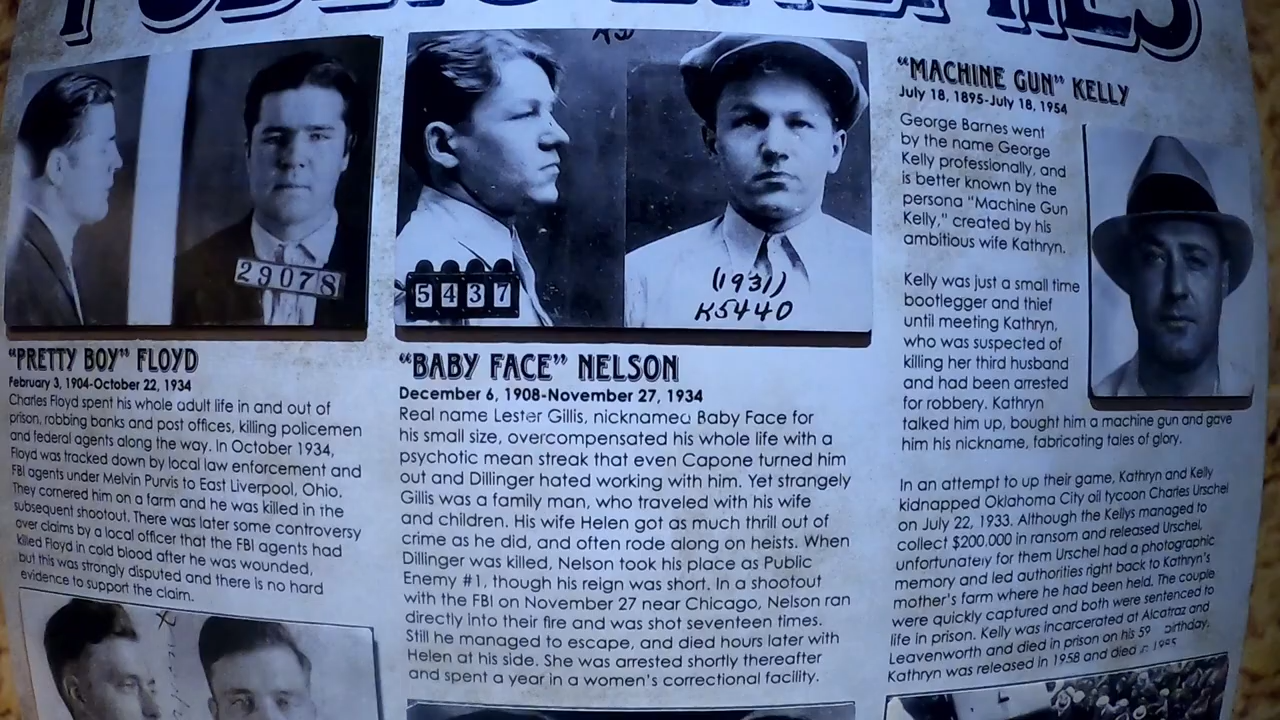 PUBLIC ENEMIES
29078
5437
(1931)
K5440
"PRETTY BOY" FLOYD
February 3, 1904-October 22, 1934
Charles Floyd spent his whole adult life in and out of
prison, robbing banks and post offices, killing policemen
and federal agents along the way. In October 1934,
Floyd was tracked down by local law enforcement and
FBI agents under Melvin Purvis to East Liverpool, Ohio.
They cornered him on a farm and he was killed in the
subsequent shootout. There was later some controversy
over claims by a local officer that the FBI agents had
killed Floyd in cold blood after he was wounded,
but this was strongly disputed and there is no hard
evidence to support the claim.
"BABY FACE" NELSON
December 6, 1908-November 27, 1934
Real name Lester Gillis, nicknamed Baby Face for
his small size, overcompensated his whole life with a
psychotic mean streak that even Capone turned him
out and Dillinger hated working with him. Yet strangely
Gillis was a family man, who traveled with his wife
and children. His wife Helen got as much thrill out of
crime as he did, and often rode along on heists. When
Dillinger was killed, Nelson took his place as Public
Enemy #1, though his reign was short. In a shootout
with the FBI on November 27 near Chicago, Nelson ran
directly into their fire and was shot seventeen times.
Still he managed to escape, and died hours later with
Helen at his side. She was arrested shortly thereafter
and spent a year in a women's correctional facility.
"MACHINE GUN" KELLY
July 18, 1895-July 18, 1954
George Barnes went
by the name George
Kelly professionally, and
is better known by the
persona "Machine Gun
Kelly," created by his
ambitious wife Kathryn.
Kelly was just a small time
bootlegger and thief
until meeting Kathryn,
who was suspected of
killing her third husband
and had been arrested
for robbery. Kathryn
talked him up, bought him a machine gun and gave
him his nickname, fabricating tales of glory.
In an attempt to up their game, Kathryn and Kelly
kidnapped Oklahoma City oil tycoon Charles Urschel
on July 22, 1933. Although the Kellys managed to
collect $200,000 in ransom and released Urschel,
unfortunately for them Urschel had a photographic
memory and led authorities right back to Kathryn's
mother's farm where he had been held. The couple
were quickly captured and both were sentenced to
life in prison. Kelly was incarcerated at Alcatraz and
Leavenworth and died in prison on his 59 birthday.
Kathryn was released in 1958 and died